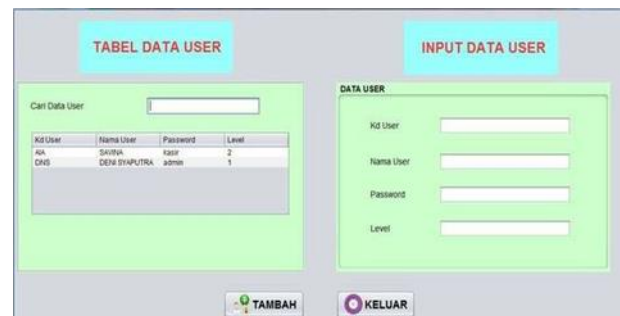 TABEL DATA USER
Cari Data User
Kd User Nama User Password Level
AIA SAVINA kasir 2
DNS DENI SYAPUTRA admin 1
INPUT DATA USER
DATA USER
Kd User
Nama User
Password
Level
TAMBAH
KELUAR